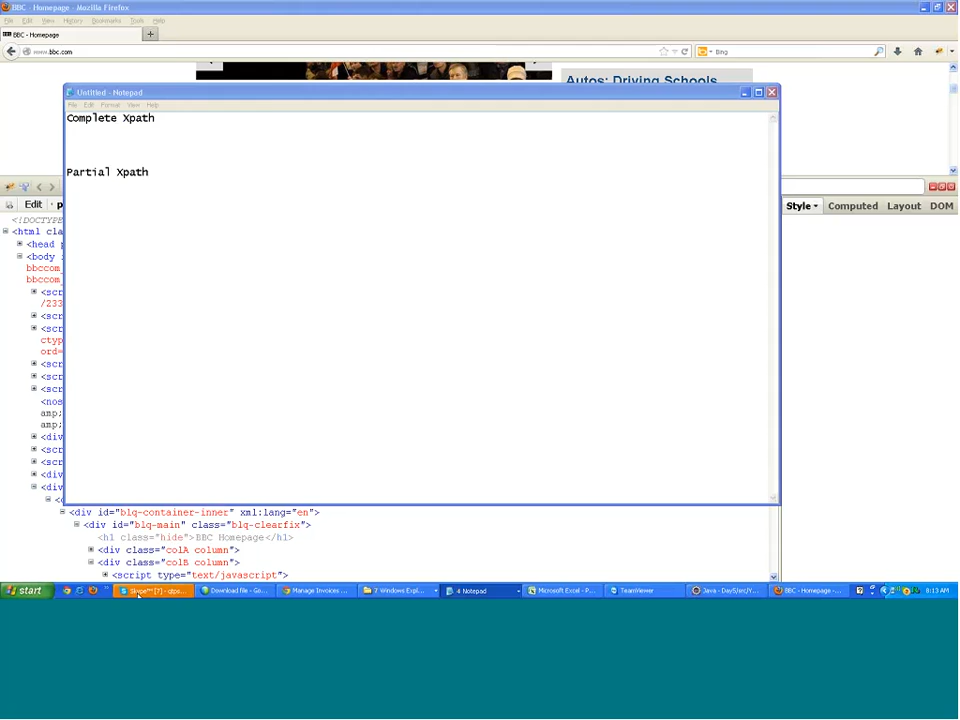 BBC - Homepage - Mozilla Firefox
File Edit View History Bookmarks Tools Help
BBC - Homepage
www.bbc.com
Bing
Autos: Driving Schools
Untitled - Notepad
File Edit Format View Help
Complete Xpath
Partial Xpath
Edit
Style
Computed
Layout
DOM
<!DOCTYPE
<html cla
<head
<body
bbccom_
bbccom_
<scr
/233
<scr
<scr
ctyp
ord=
<scr
<scr
<scr
<nos
amp;
amp;
<div
<scr
<scr
<div
<div
<div id="blq-container-inner" xml:lang="en">
<div id="blq-main" class="blq-clearfix">
<h1 class="hide">BBC Homepage</h1>
<div class="colA column">
<div class="colB column">
<script type="text/javascript">
start
Skype™ [7] - qtps...
Download file - Go...
Manage Invoices ...
7 Windows Expl...
4 Notepad
Microsoft Excel - P...
TeamViewer
Java - Day5/src/Y...
BBC - Homepage -...
8:13 AM